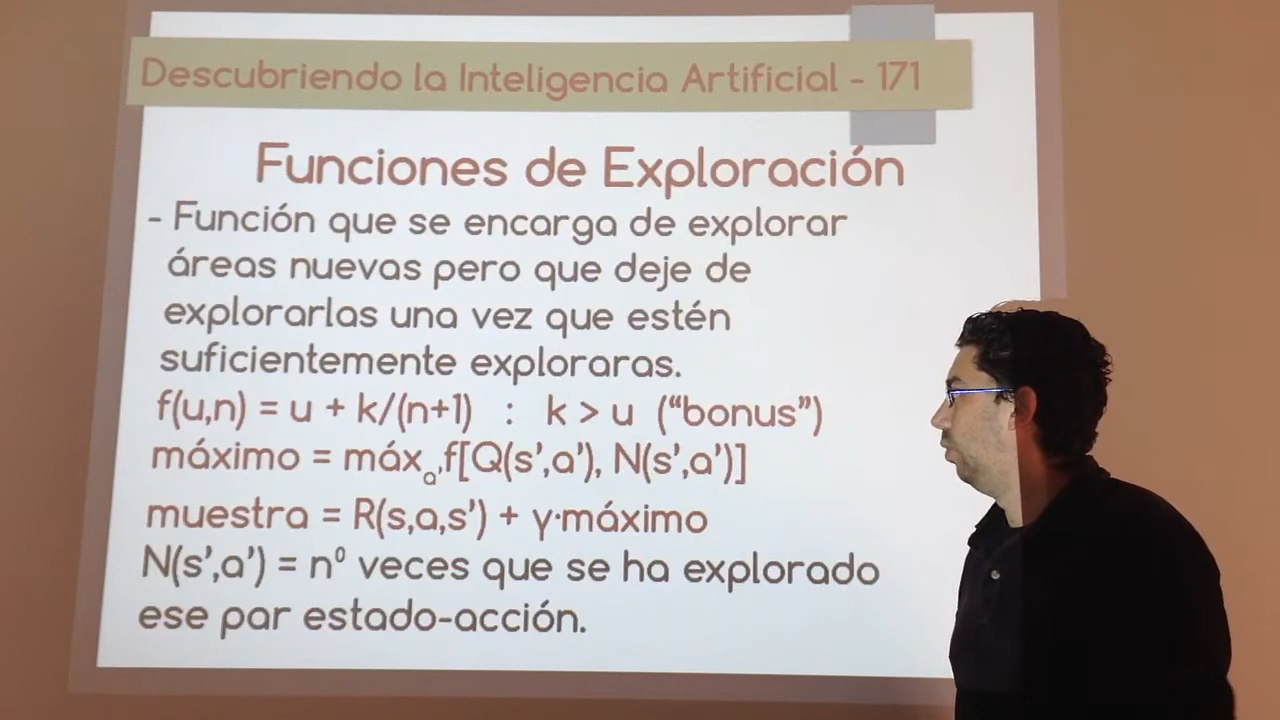 Descubriendo la Inteligencia Artificial - 171
Funciones de Exploración
- Función que se encarga de explorar
áreas nuevas pero que deje de
explorarlas una vez que estén
suficientemente exploraras.
f(u,n) = u + k/(n+1) : k > u (“bonus”)
máximo = máxₐ'f[Q(s',a'), N(s',a')]
muestra = R(s,a,s') + γ·máximo
N(s',a') = nº veces que se ha explorado
ese par estado-acción.